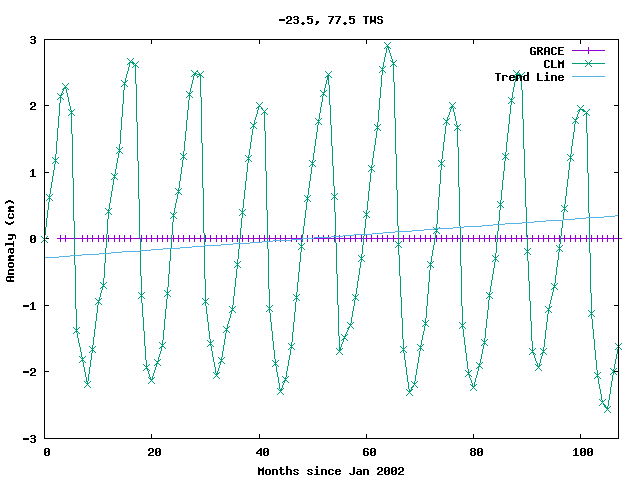 -23.5, 77.5 TWS
GRACE
CLM
Trend Line
3
2
1
0
-1
-2
-3
Anomaly (cm)
0 20 40 60 80 100
Months since Jan 2002